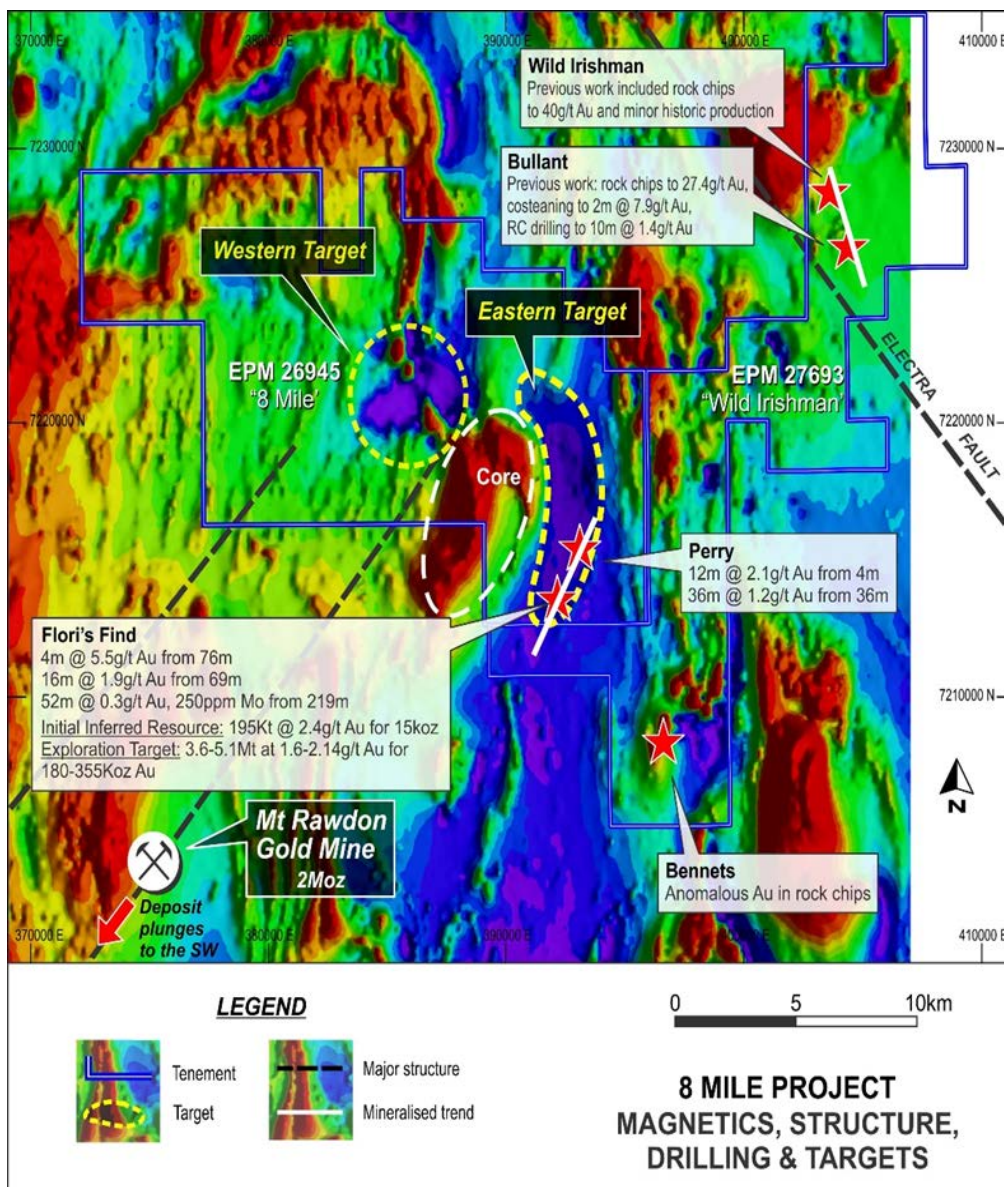 370000 E
380000 E
390000 E
400000 E
410000 E
Wild Irishman
Previous work included rock chips
to 40g/t Au and minor historic production
7230000 N
7230000 N
Bullant
Previous work: rock chips to 27.4g/t Au,
costeaning to 2m @ 7.9g/t Au,
RC drilling to 10m @ 1.4g/t Au
Western Target
Eastern Target
EPM 26945
"8 Mile'
EPM 27693
"Wild Irishman'
ELECTRA
FAULT
7220000 N
7220000 N
Core
Perry
12m @ 2.1g/t Au from 4m
36m @ 1.2g/t Au from 36m
Flori's Find
4m @ 5.5g/t Au from 76m
16m @ 1.9g/t Au from 69m
52m @ 0.3g/t Au, 250ppm Mo from 219m
Initial Inferred Resource: 195Kt @ 2.4g/t Au for 15koz
Exploration Target: 3.6-5.1Mt at 1.6-2.14g/t Au for
180-355Koz Au
7210000 N
N
Mt Rawdon
Gold Mine
2Moz
Bennets
Anomalous Au in rock chips
Deposit
plunges
to the SW
370000 E
380000 E
390000 E
410000 E
LEGEND
Tenement
Target
Major structure
Mineralised trend
0
5
10km
8 MILE PROJECT
MAGNETICS, STRUCTURE,
DRILLING & TARGETS